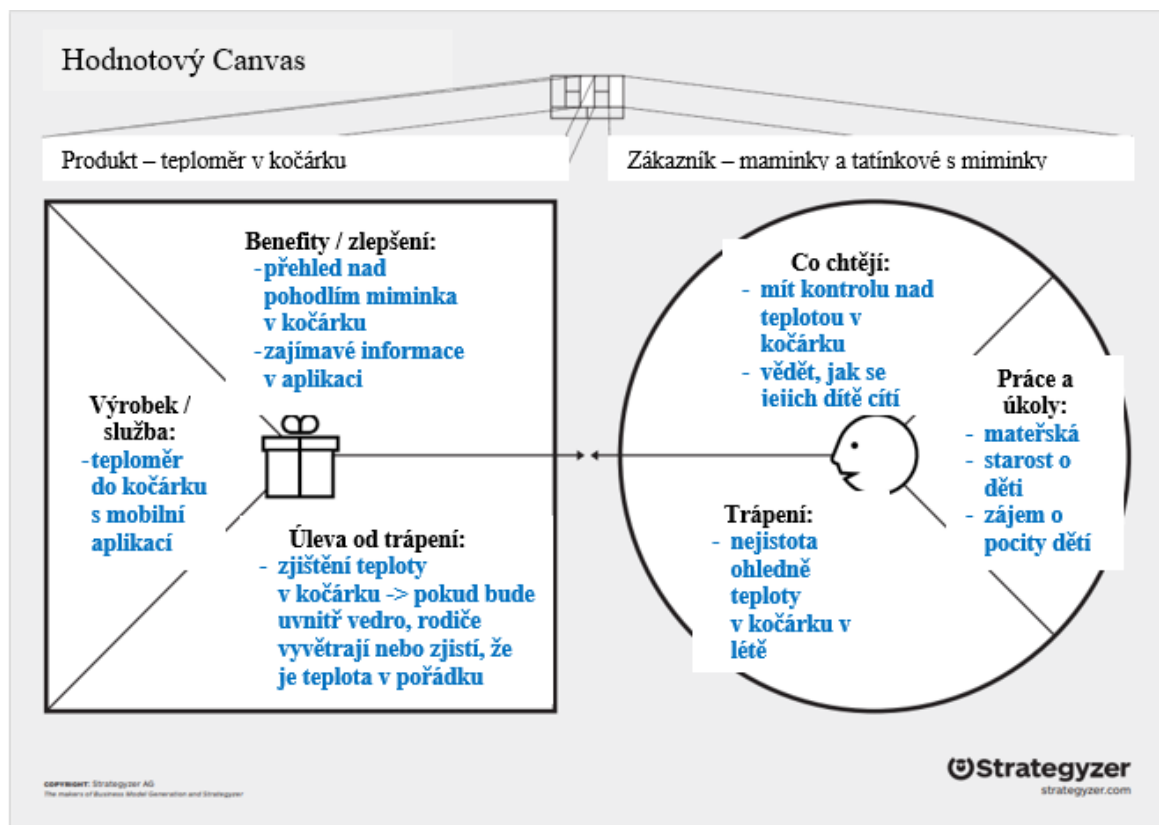 Hodnotový Canvas
Produkt – teploměr v kočárku
Zákazník – maminky a tatínkové s miminky
Benefity / zlepšení:
-přehled nad
pohodlím miminka
v kočárku
-zajímavé informace
v aplikaci
Výrobek /
služba:
-teploměr
do kočárku
s mobilní
aplikací
Úleva od trápení:
- zjištění teploty
v kočárku -> pokud bude
uvnitř vedro, rodiče
vyvětrají nebo zjistí, že
je teplota v pořádku
Co chtějí:
- mít kontrolu nad
teplotou v
kočárku
- vědět, jak se
jejich dítě cítí
Práce a
úkoly:
- mateřská
- starost o
děti
- zájem o
pocity dětí
Trápení:
- nejistota
ohledně
teploty
v kočárku v
létě
COPYRIGHT: Strategyzer AG
The makers of Business Model Generation and Strategyzer
Strategyzer
strategyzer.com